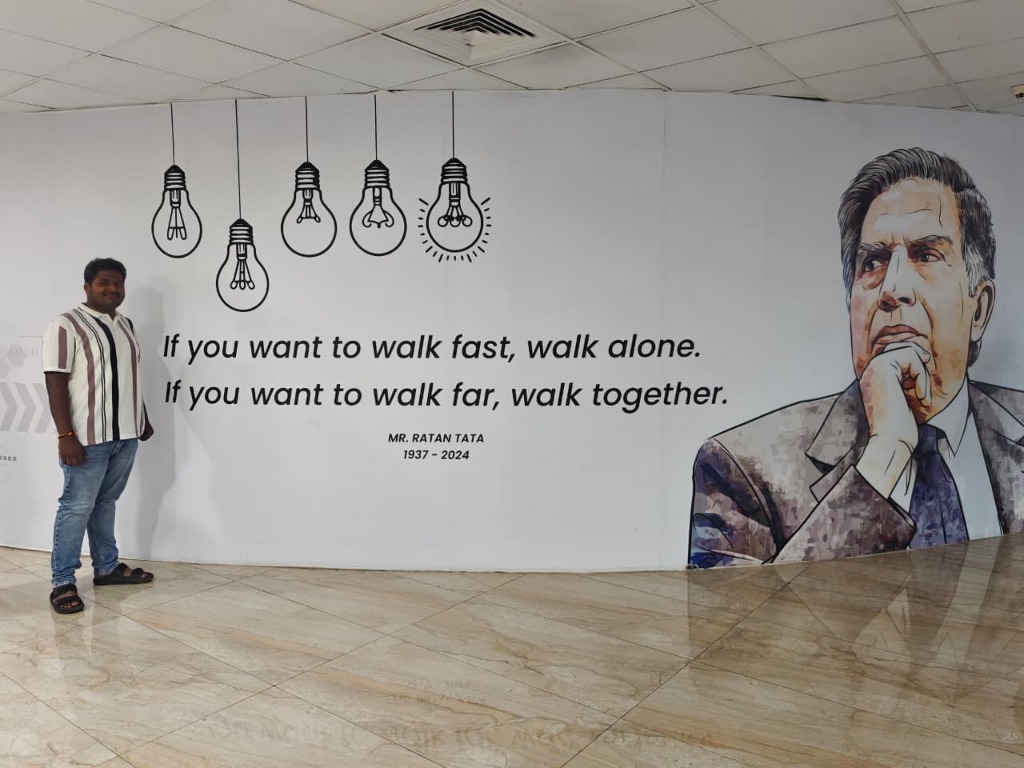 If you want to walk fast, walk alone.
If you want to walk far, walk together.
MR. RATAN TATA
1937 - 2024